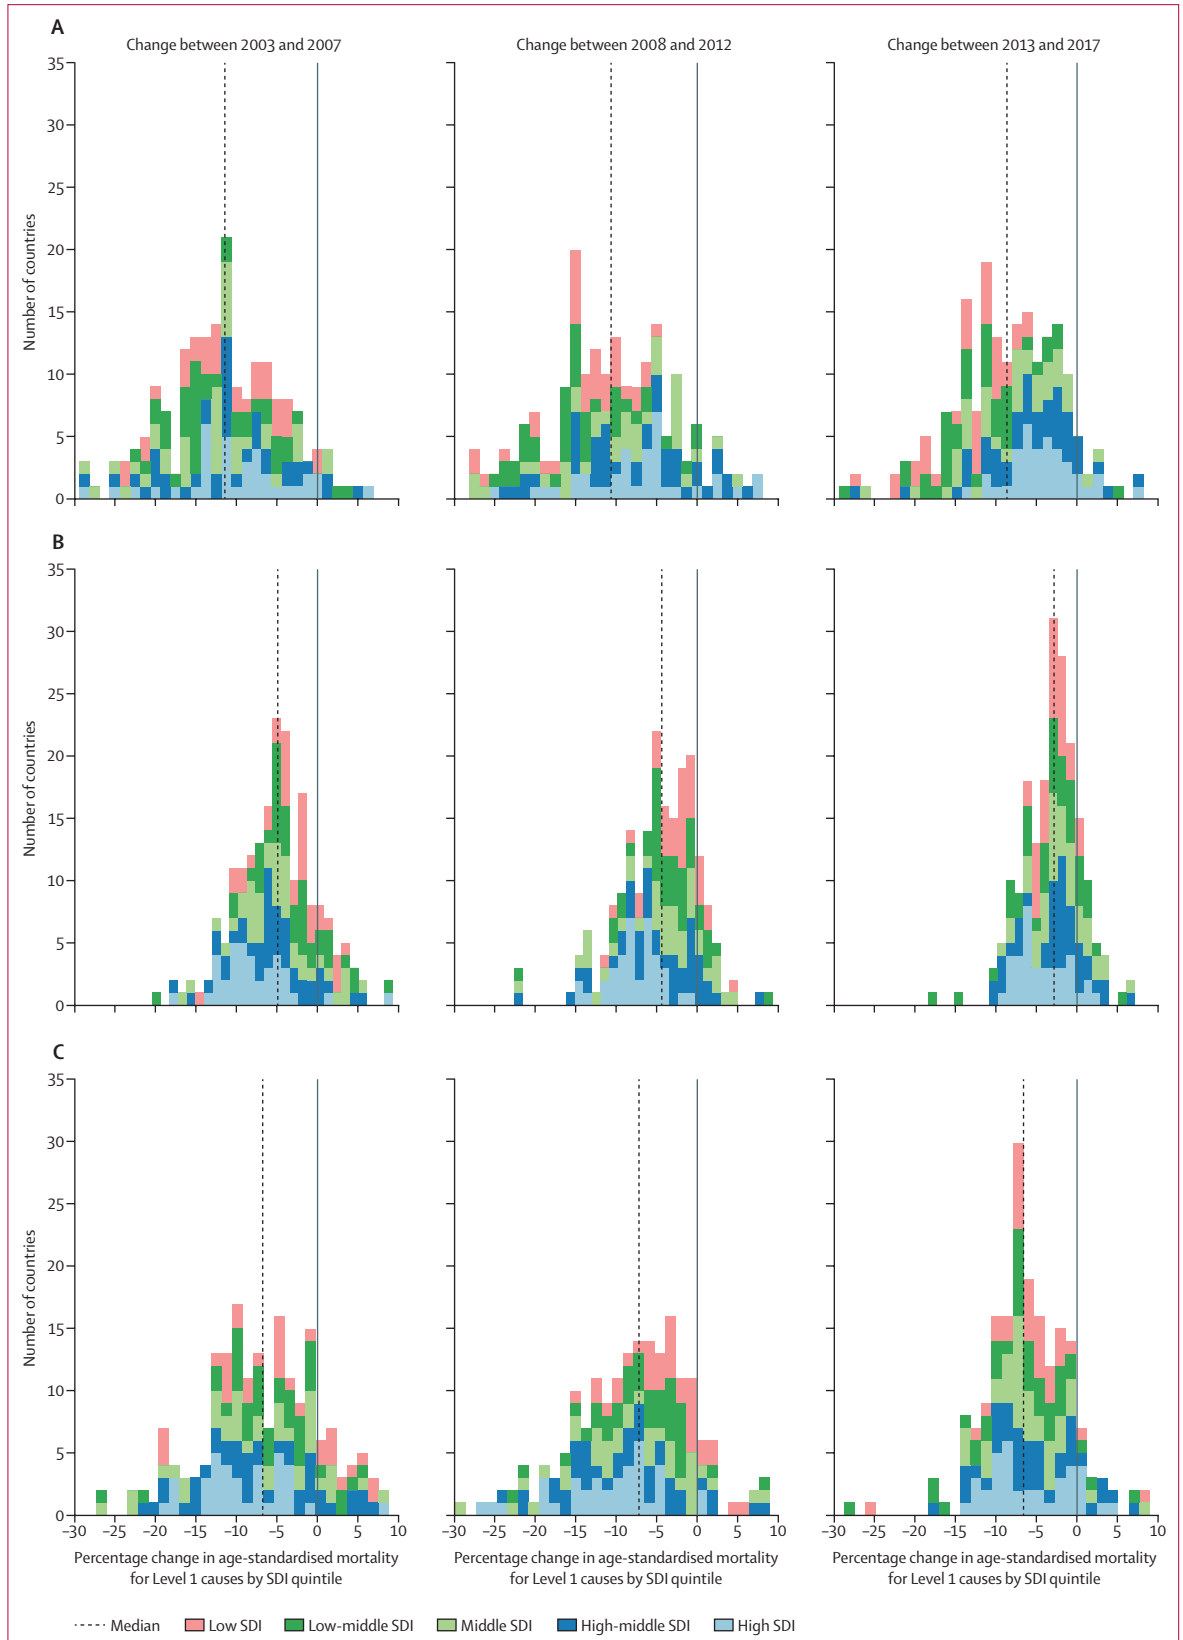 A
Change between 2003 and 2007
Change between 2008 and 2012
Change between 2013 and 2017
Number of countries
35
30
25
20
15
10
5
0
B
Number of countries
35
30
25
20
15
10
5
0
C
Number of countries
35
30
25
20
15
10
5
0
–30 –25 –20 –15 –10 –5 0 5 10
–30 –25 –20 –15 –10 –5 0 5 10
–30 –25 –20 –15 –10 –5 0 5 10
Percentage change in age-standardised mortality
for Level 1 causes by SDI quintile
Percentage change in age-standardised mortality
for Level 1 causes by SDI quintile
Percentage change in age-standardised mortality
for Level 1 causes by SDI quintile
Median Low SDI Low-middle SDI Middle SDI High-middle SDI High SDI